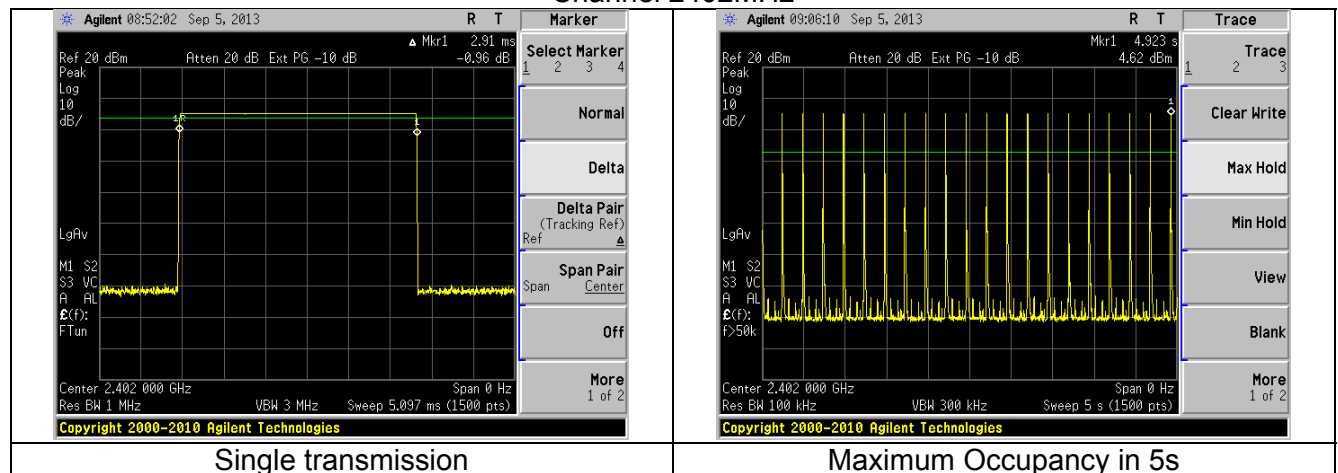 Channel 2402MHz
Agilent 08:52:02 Sep 5, 2013 R T Marker
Δ Mkr1 2.91 ms
Ref 20 dBm Atten 20 dB Ext PG -10 dB -0.96 dB
Peak
Log
10
dB/
1R
1
LgAv
M1 S2
S3 VC
A AL
£(f):
FTun
Center 2.402 000 GHz Span 0 Hz
Res BW 1 MHz VBW 3 MHz Sweep 5.097 ms (1500 pts)
Copyright 2000-2010 Agilent Technologies
Select Marker
1 2 3 4
Normal
Delta
Delta Pair
(Tracking Ref)
Ref Δ
Span Pair
Span Center
Off
More
1 of 2
Single transmission
Agilent 09:06:10 Sep 5, 2013 R T Trace
Mkr1 4.923 s
Ref 20 dBm Atten 20 dB Ext PG -10 dB 4.62 dBm
Peak
Log
10
dB/
1
LgAv
M1 S2
S3 VC
A AL
£(f):
f>50k
Center 2.402 000 GHz Span 0 Hz
Res BW 100 kHz VBW 300 kHz Sweep 5 s (1500 pts)
Copyright 2000-2010 Agilent Technologies
Trace
1 2 3
Clear Write
Max Hold
Min Hold
View
Blank
More
1 of 2
Maximum Occupancy in 5s